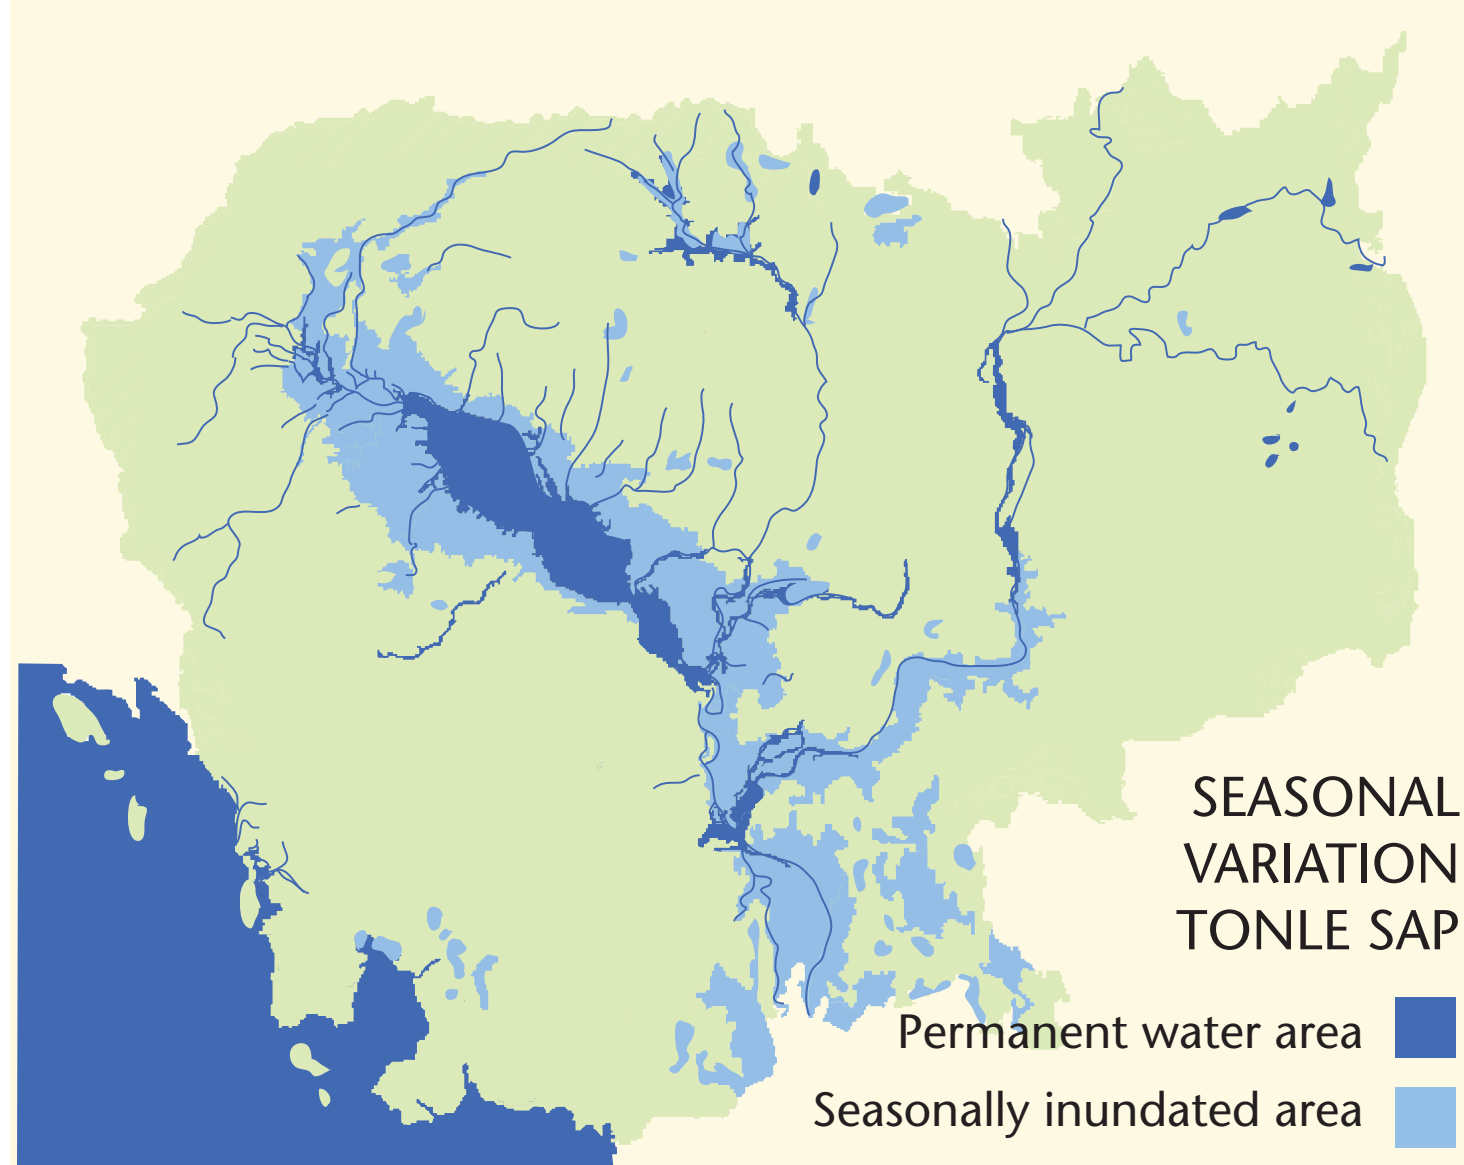 SEASONAL
VARIATION
TONLE SAP
Permanent water area
Seasonally inundated area